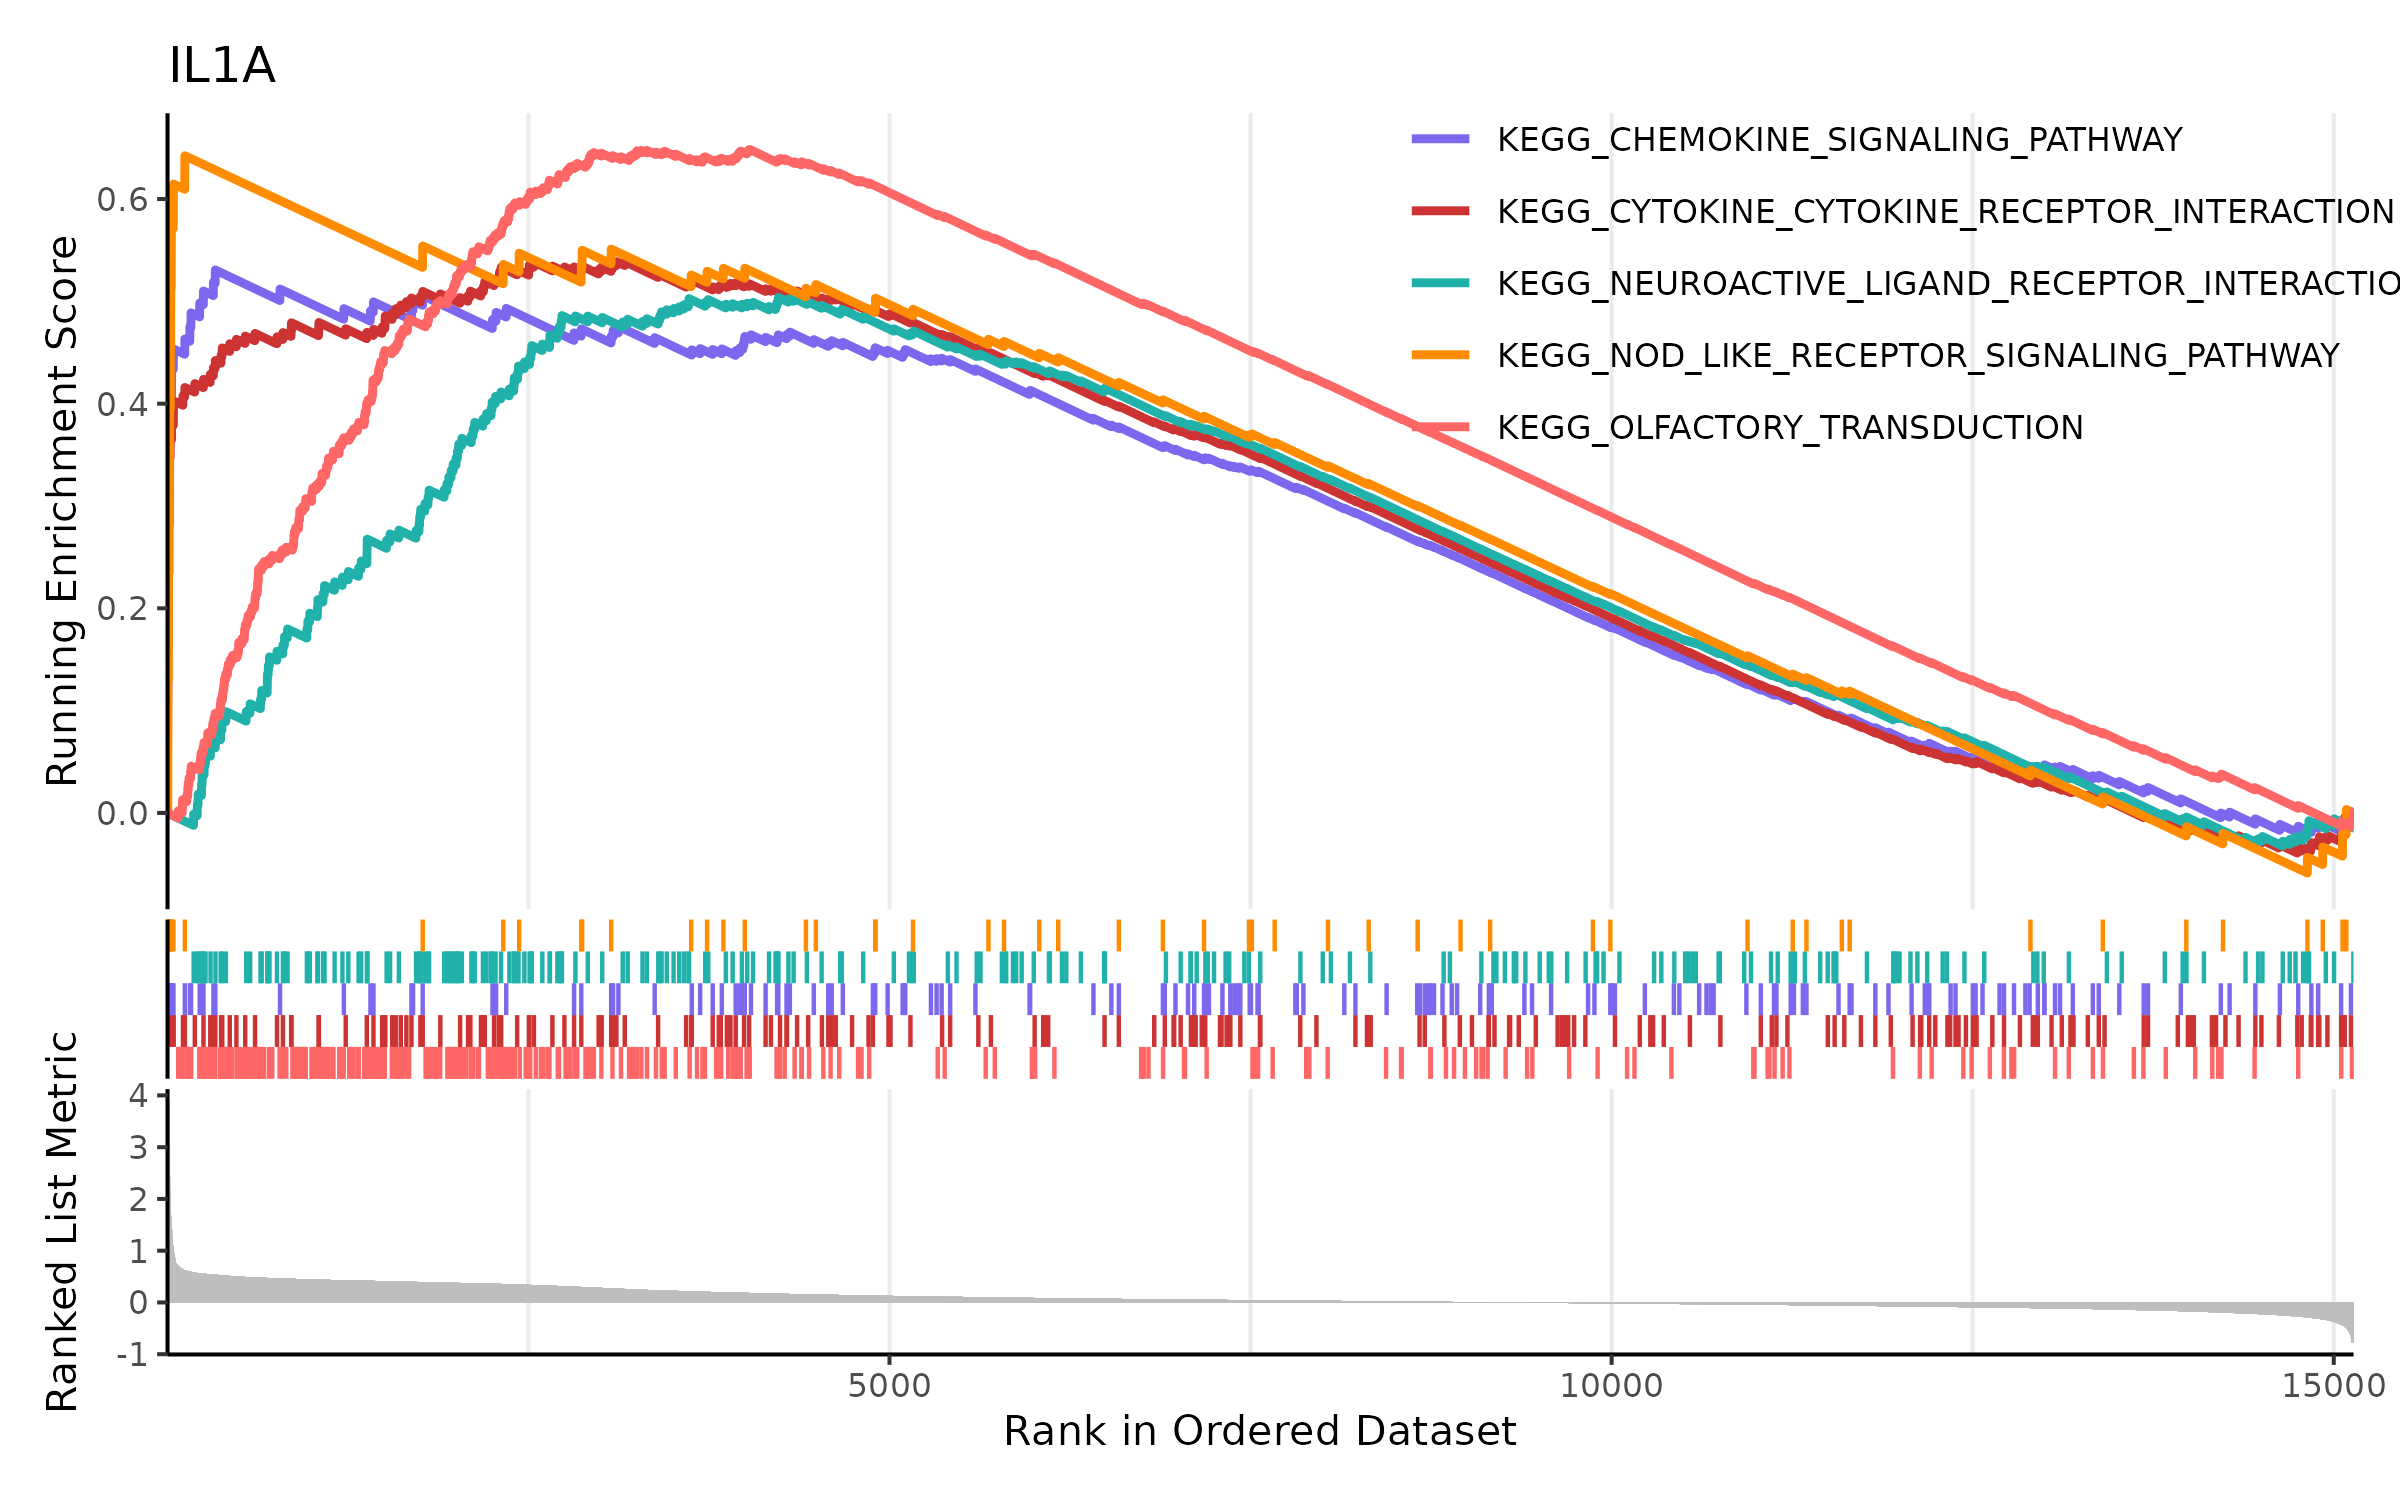 IL1A
Running Enrichment Score
0.6
0.4
0.2
0.0
KEGG_CHEMOKINE_SIGNALING_PATHWAY
KEGG_CYTOKINE_CYTOKINE_RECEPTOR_INTERACTION
KEGG_NEUROACTIVE_LIGAND_RECEPTOR_INTERACTIO
KEGG_NOD_LIKE_RECEPTOR_SIGNALING_PATHWAY
KEGG_OLFACTORY_TRANSDUCTION
Ranked List Metric
4
3
2
1
0
-1
5000
10000
15000
Rank in Ordered Dataset